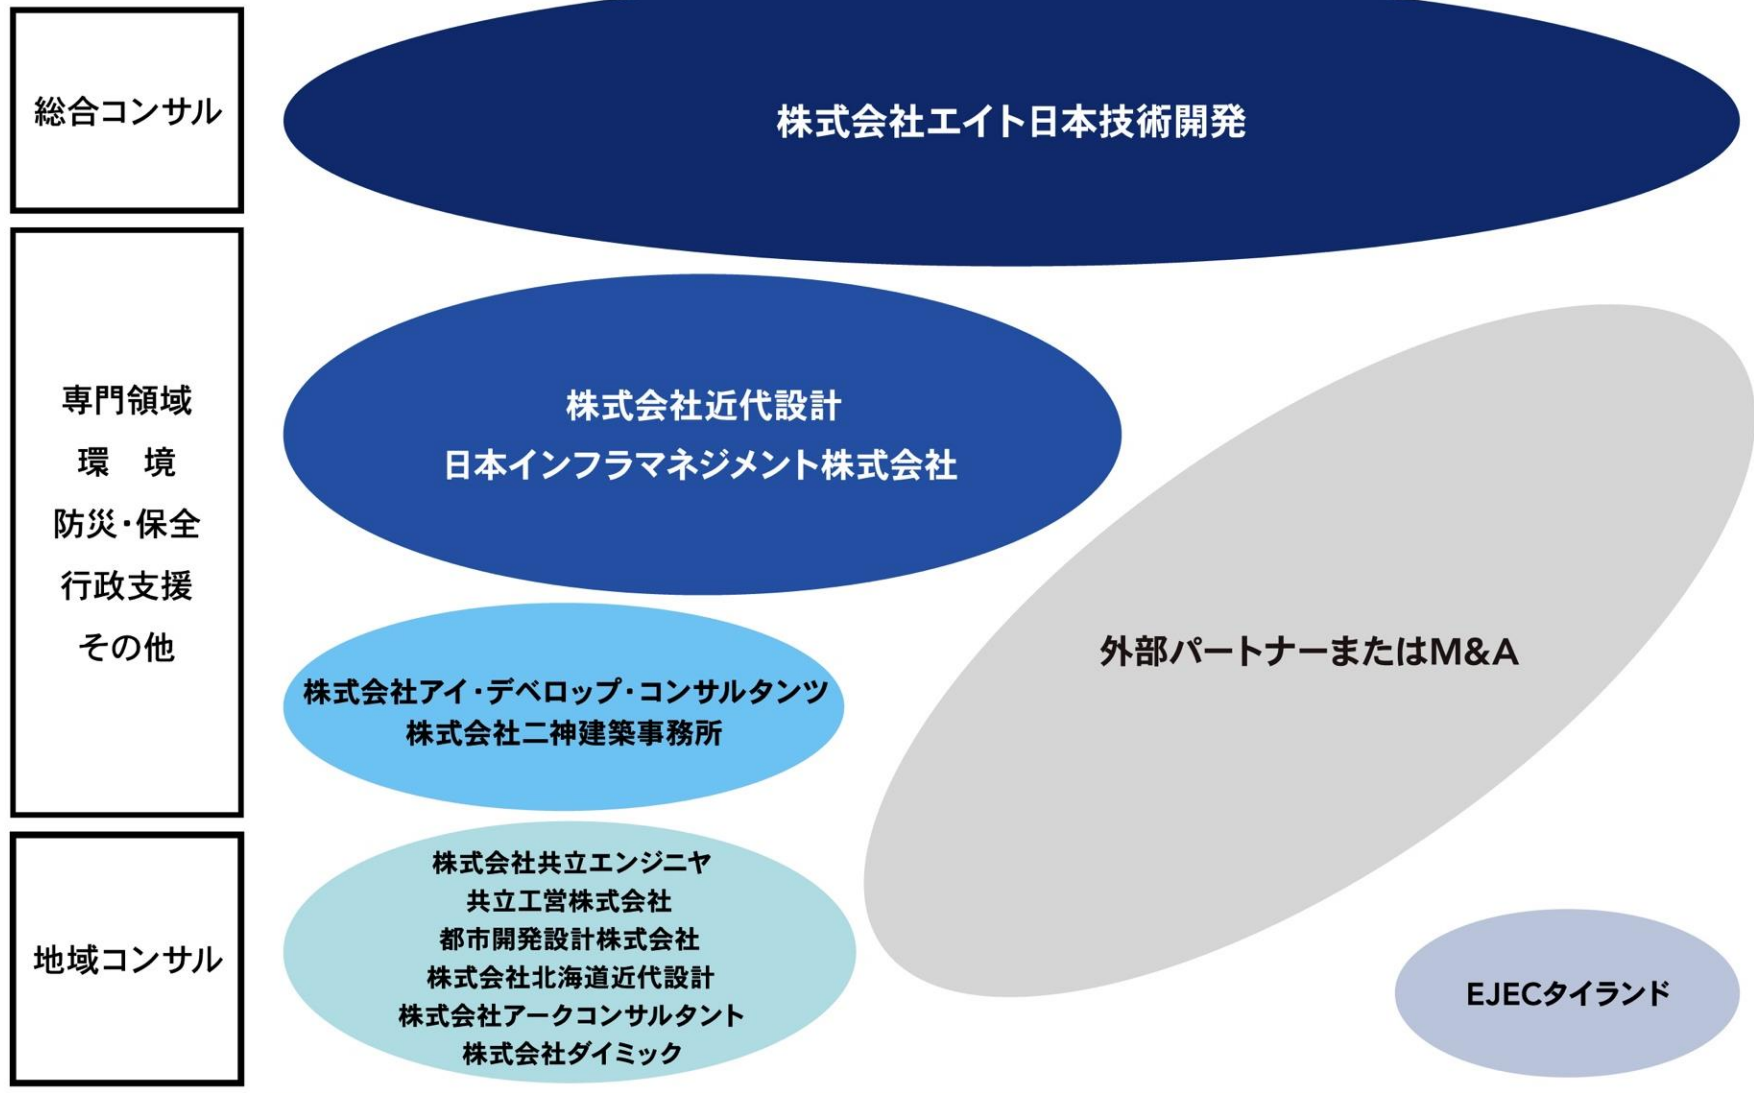 総合コンサル
株式会社エイト日本技術開発
専門領域
環　境
防災・保全
行政支援
その他
株式会社近代設計
日本インフラマネジメント株式会社
外部パートナーまたはM&A
株式会社アイ・デベロップ・コンサルタンツ
株式会社二神建築事務所
地域コンサル
株式会社共立エンジニヤ
共立工営株式会社
都市開発設計株式会社
株式会社北海道近代設計
株式会社アークコンサルタント
株式会社ダイミック
EJECタイランド